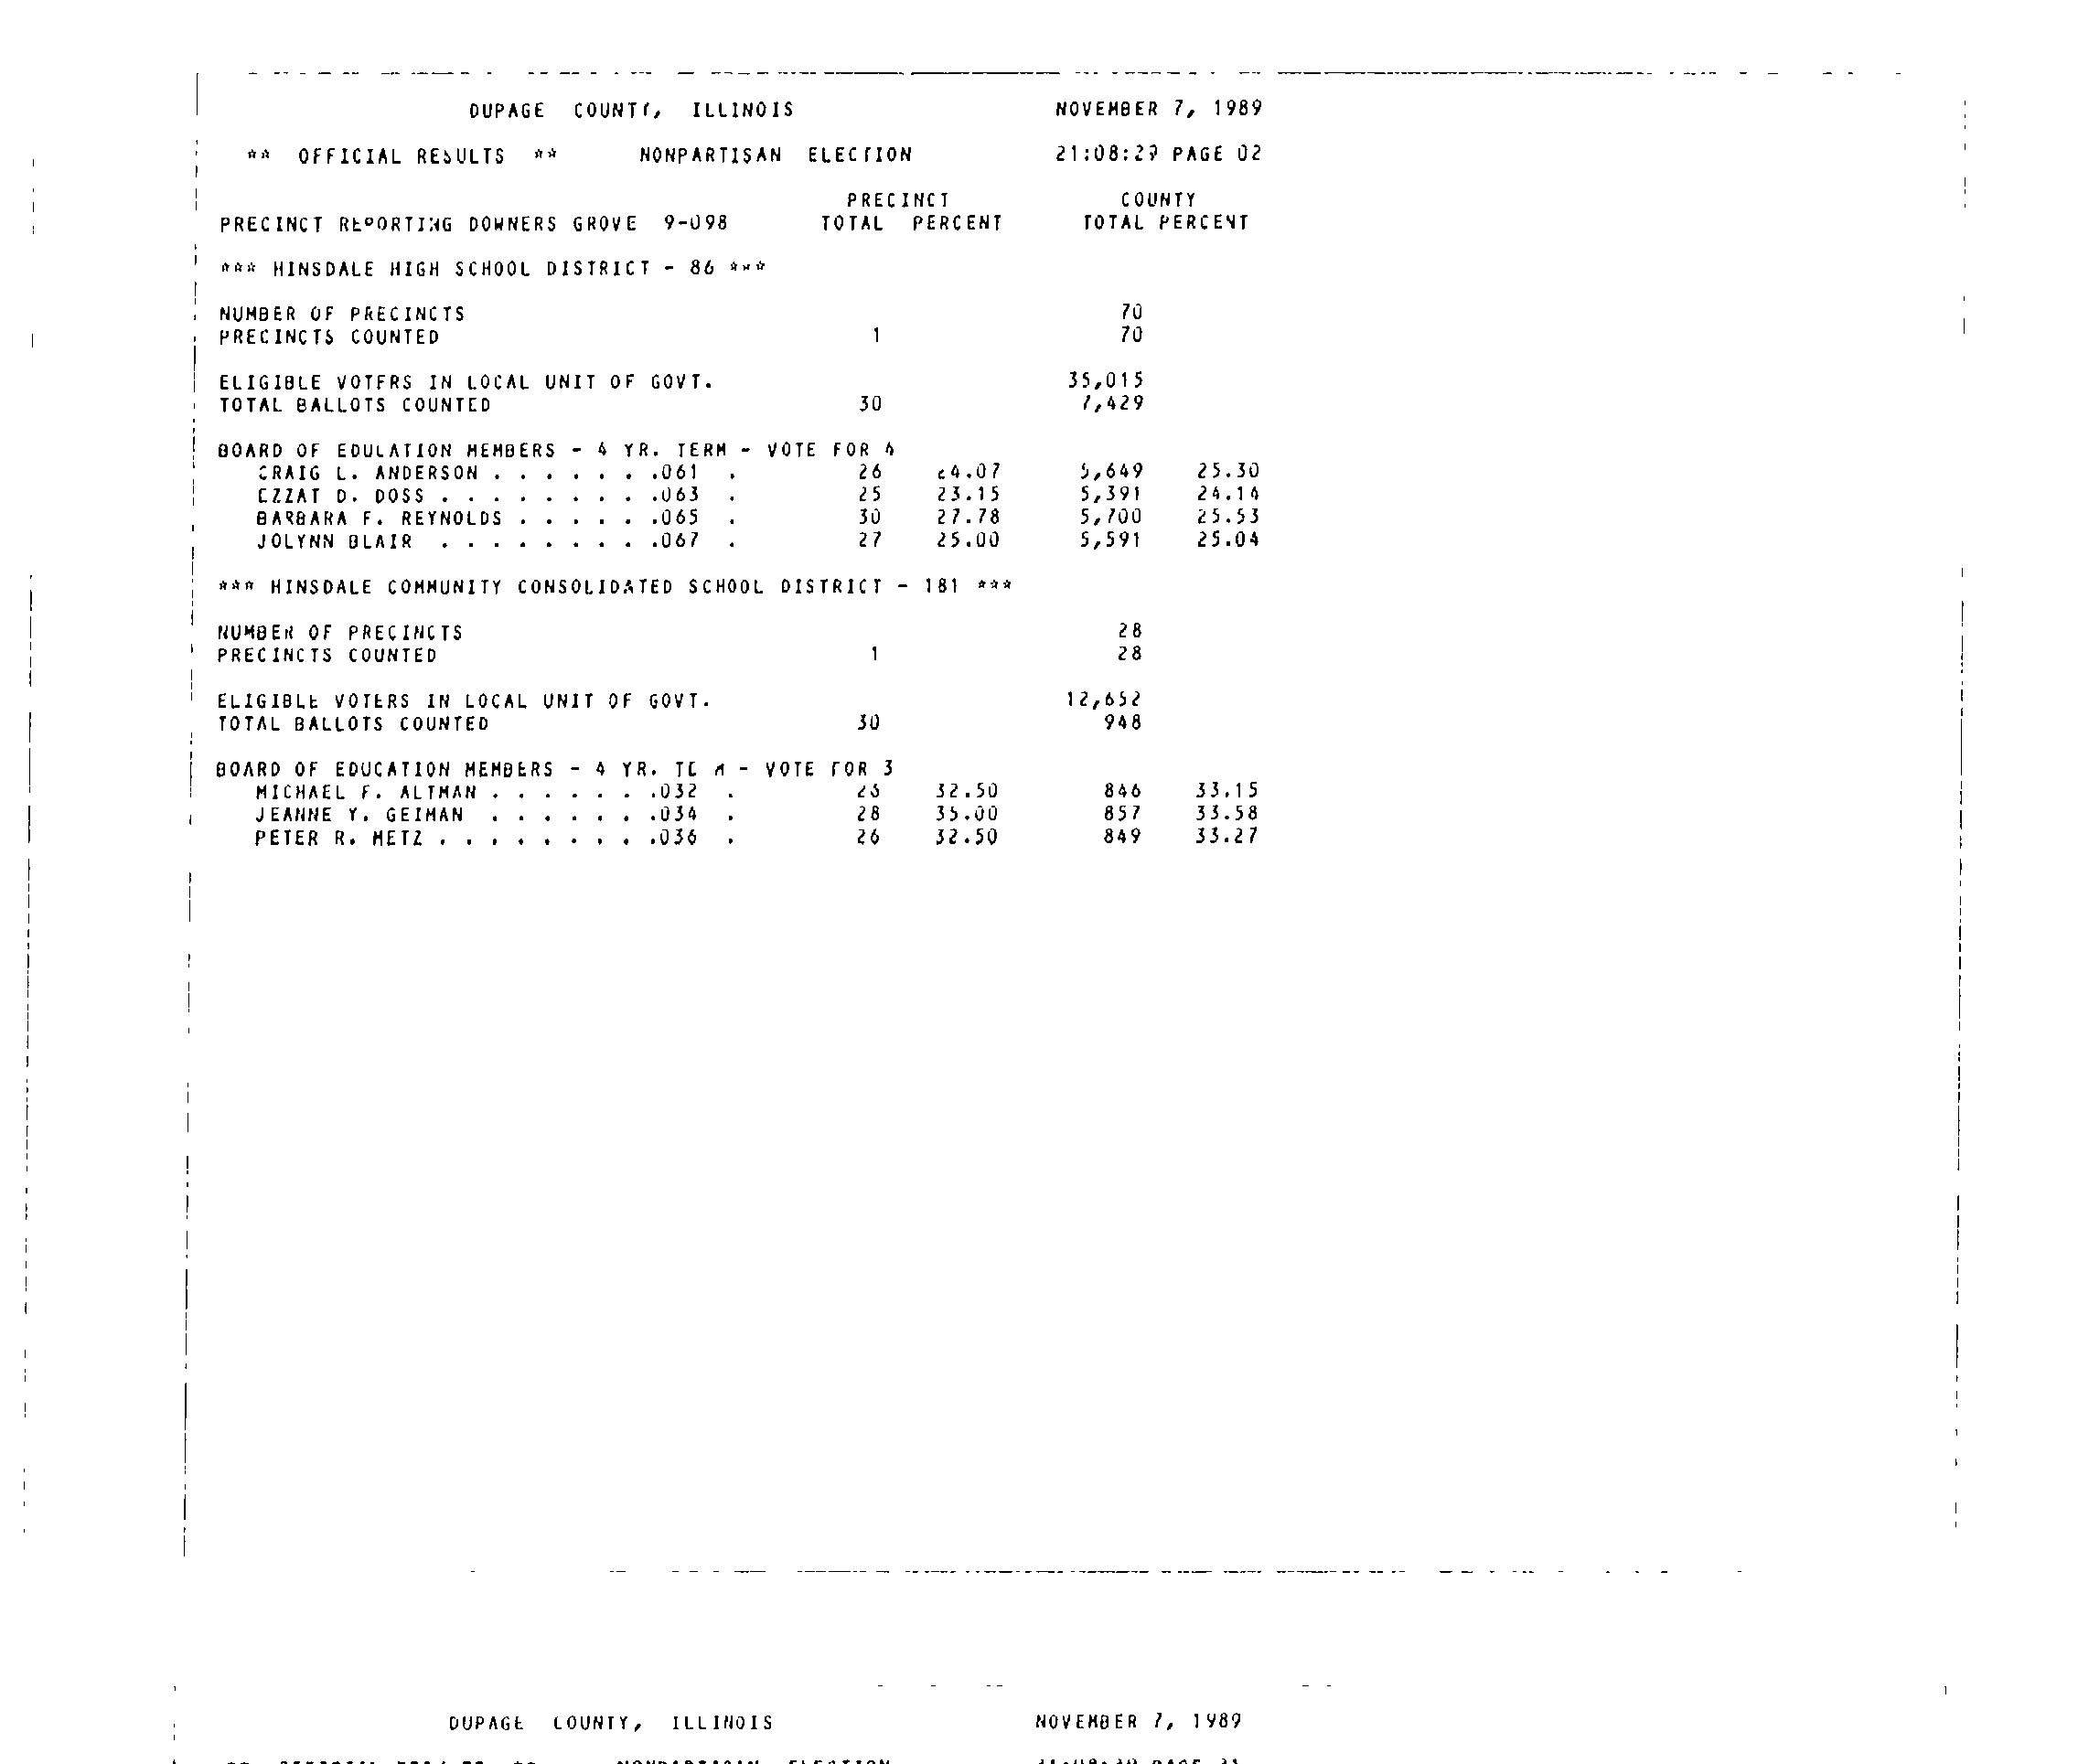 DUPAGE COUNTY, ILLINOIS NOVEMBER 7, 1989
** OFFICIAL RESULTS ** NONPARTISAN ELECTION 21:08:29 PAGE 02
PRECINCT COUNTY
PRECINCT REPORTING DOWNERS GROVE 9-098 TOTAL PERCENT TOTAL PERCENT
*** HINSDALE HIGH SCHOOL DISTRICT - 86 ***
NUMBER OF PRECINCTS 70
PRECINCTS COUNTED 1 70
ELIGIBLE VOTERS IN LOCAL UNIT OF GOVT. 35,015
TOTAL BALLOTS COUNTED 30 7,429
BOARD OF EDUCATION MEMBERS - 4 YR. TERM - VOTE FOR 4
CRAIG L. ANDERSON . . . . . . .061 . 26 24.07 5,649 25.30
EZZAT D. DOSS . . . . . . . . .063 . 25 23.15 5,391 24.14
BARBARA F. REYNOLDS . . . . . .065 . 30 27.78 5,700 25.53
JOLYNN BLAIR . . . . . . . . .067 . 27 25.00 5,591 25.04
*** HINSDALE COMMUNITY CONSOLIDATED SCHOOL DISTRICT - 181 ***
NUMBER OF PRECINCTS 28
PRECINCTS COUNTED 1 28
ELIGIBLE VOTERS IN LOCAL UNIT OF GOVT. 12,652
TOTAL BALLOTS COUNTED 30 948
BOARD OF EDUCATION MEMBERS - 4 YR. TERM - VOTE FOR 3
MICHAEL F. ALTMAN . . . . . . .032 . 26 32.50 846 33.15
JEANNE Y. GEIMAN . . . . . . .034 . 28 35.00 857 33.58
PETER R. METZ . . . . . . . . .036 . 26 32.50 849 33.27
DUPAGE COUNTY, ILLINOIS NOVEMBER 7, 1989